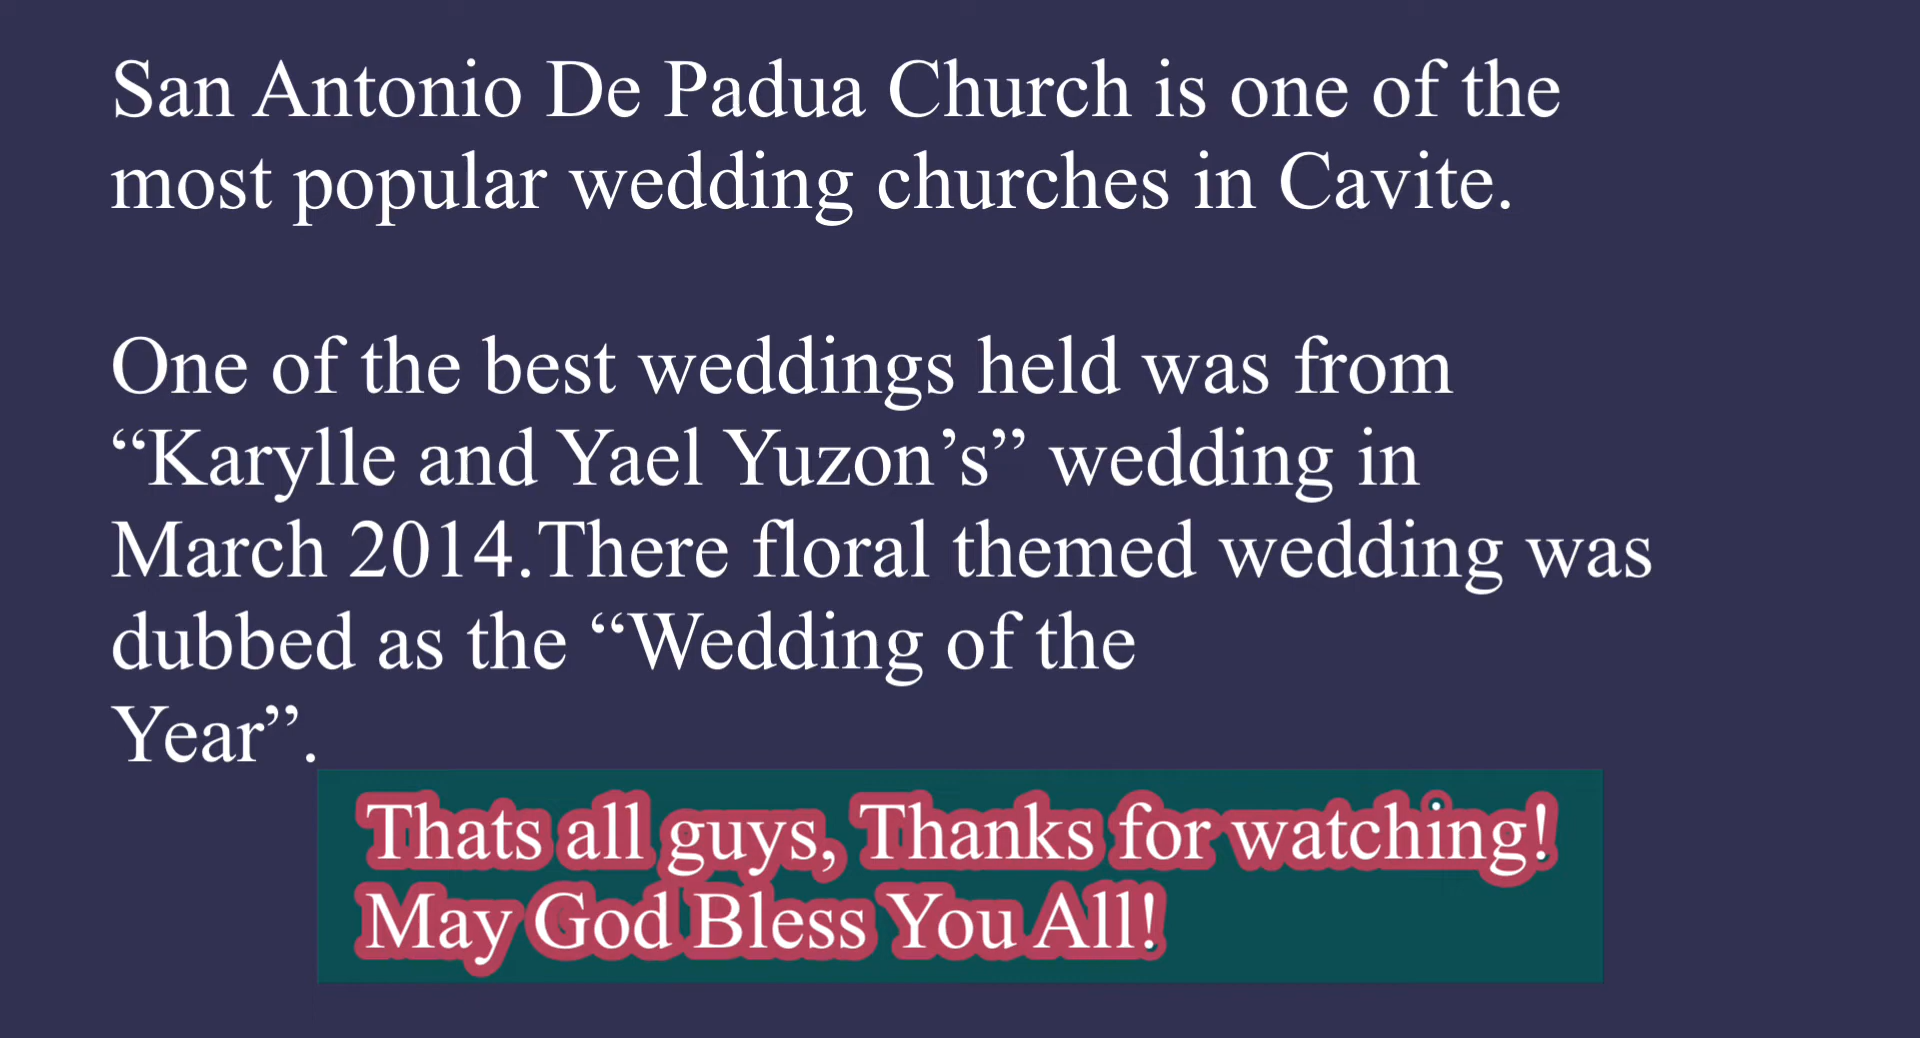 San Antonio De Padua Church is one of the
most popular wedding churches in Cavite.
One of the best weddings held was from
“Karylle and Yael Yuzon’s” wedding in
March 2014.There floral themed wedding was
dubbed as the “Wedding of the
Year”.
Thats all guys, Thanks for watching!
May God Bless You All!